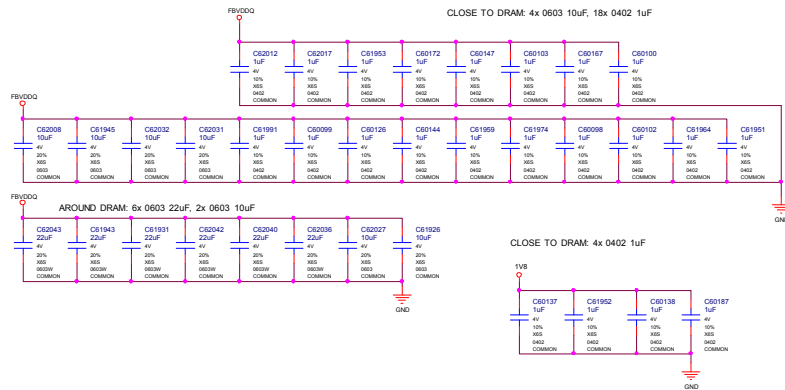 FBVDDQ
CLOSE TO DRAM: 4x 0603 10uF, 18x 0402 1uF
C62012 C62017 C61953 C60172 C60147 C60103 C60167 C60100
1uF 1uF 1uF 1uF 1uF 1uF 1uF 1uF
4V 4V 4V 4V 4V 4V 4V 4V
10% 10% 10% 10% 10% 10% 10% 10%
X6S X6S X6S X6S X6S X6S X6S X6S
0402 0402 0402 0402 0402 0402 0402 0402
COMMON COMMON COMMON COMMON COMMON COMMON COMMON COMMON
FBVDDQ
C62008 C61945 C62032 C62031 C61991 C60099 C60126 C60144 C61959 C61974 C60098 C60102 C61964 C61951
10uF 10uF 10uF 10uF 1uF 1uF 1uF 1uF 1uF 1uF 1uF 1uF 1uF 1uF
4V 4V 4V 4V 4V 4V 4V 4V 4V 4V 4V 4V 4V 4V
20% 20% 20% 20% 10% 10% 10% 10% 10% 10% 10% 10% 10% 10%
X6S X6S X6S X6S X6S X6S X6S X6S X6S X6S X6S X6S X6S X6S
0603 0603 0603 0603 0402 0402 0402 0402 0402 0402 0402 0402 0402 0402
COMMON COMMON COMMON COMMON COMMON COMMON COMMON COMMON COMMON COMMON COMMON COMMON COMMON COMMON
GND
FBVDDQ
AROUND DRAM: 6x 0603 22uF, 2x 0603 10uF
C62043 C61943 C61931 C62042 C62040 C62036 C62027 C61926
22uF 22uF 22uF 22uF 22uF 22uF 10uF 10uF
4V 4V 4V 4V 4V 4V 4V 4V
20% 20% 20% 20% 20% 20% 20% 20%
X6S X6S X6S X6S X6S X6S X6S X6S
0603W 0603W 0603W 0603W 0603W 0603W 0603 0603
COMMON COMMON COMMON COMMON COMMON COMMON COMMON COMMON
GND
CLOSE TO DRAM: 4x 0402 1uF
1V8
C60137 C61952 C60138 C60187
1uF 1uF 1uF 1uF
4V 4V 4V 4V
10% 10% 10% 10%
X6S X6S X6S X6S
0402 0402 0402 0402
COMMON COMMON COMMON COMMON
GND